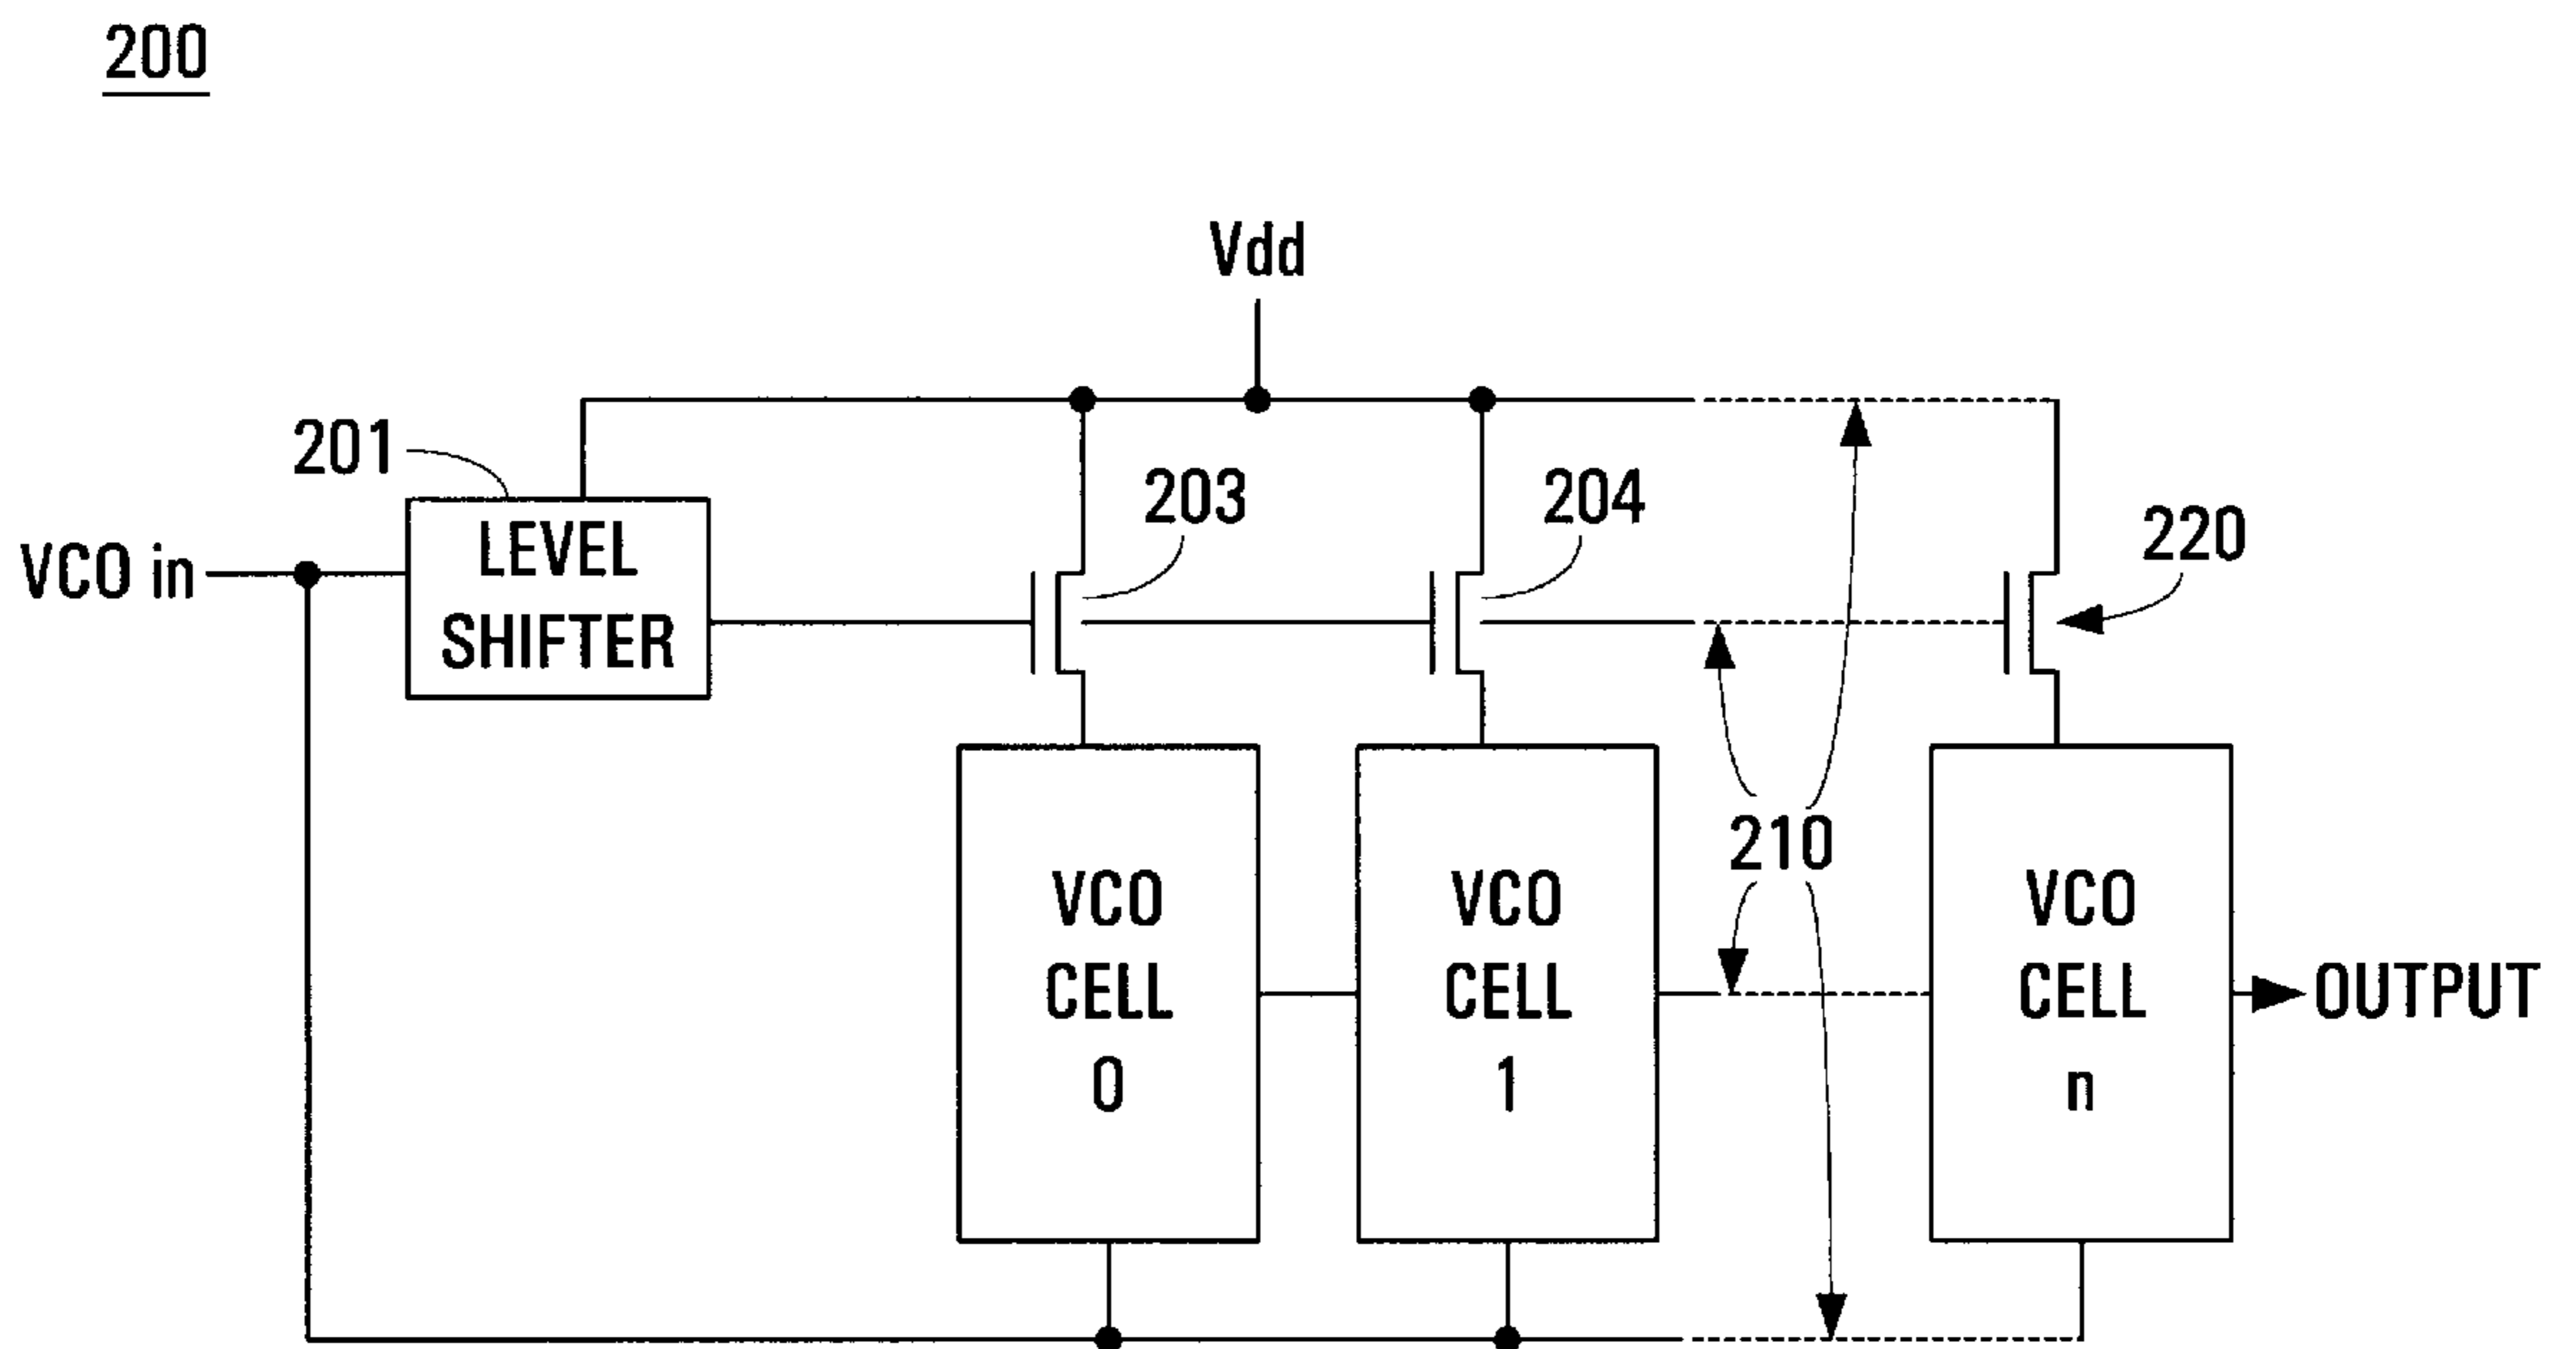 200
Vdd
201
203
204
220
VCO in
LEVEL
SHIFTER
210
VCO
CELL
0
VCO
CELL
1
VCO
CELL
n
OUTPUT